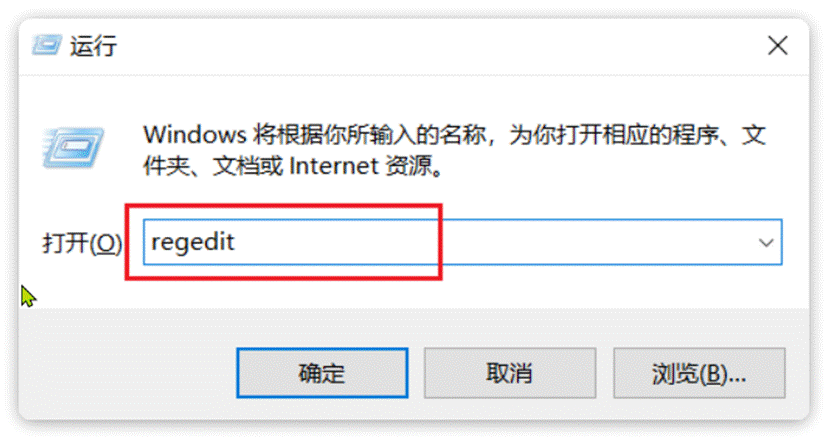 运行
Windows 将根据你所输入的名称，为你打开相应的程序、文
件夹、文档或 Internet 资源。
打开(O)
regedit
确定
取消
浏览(B)...